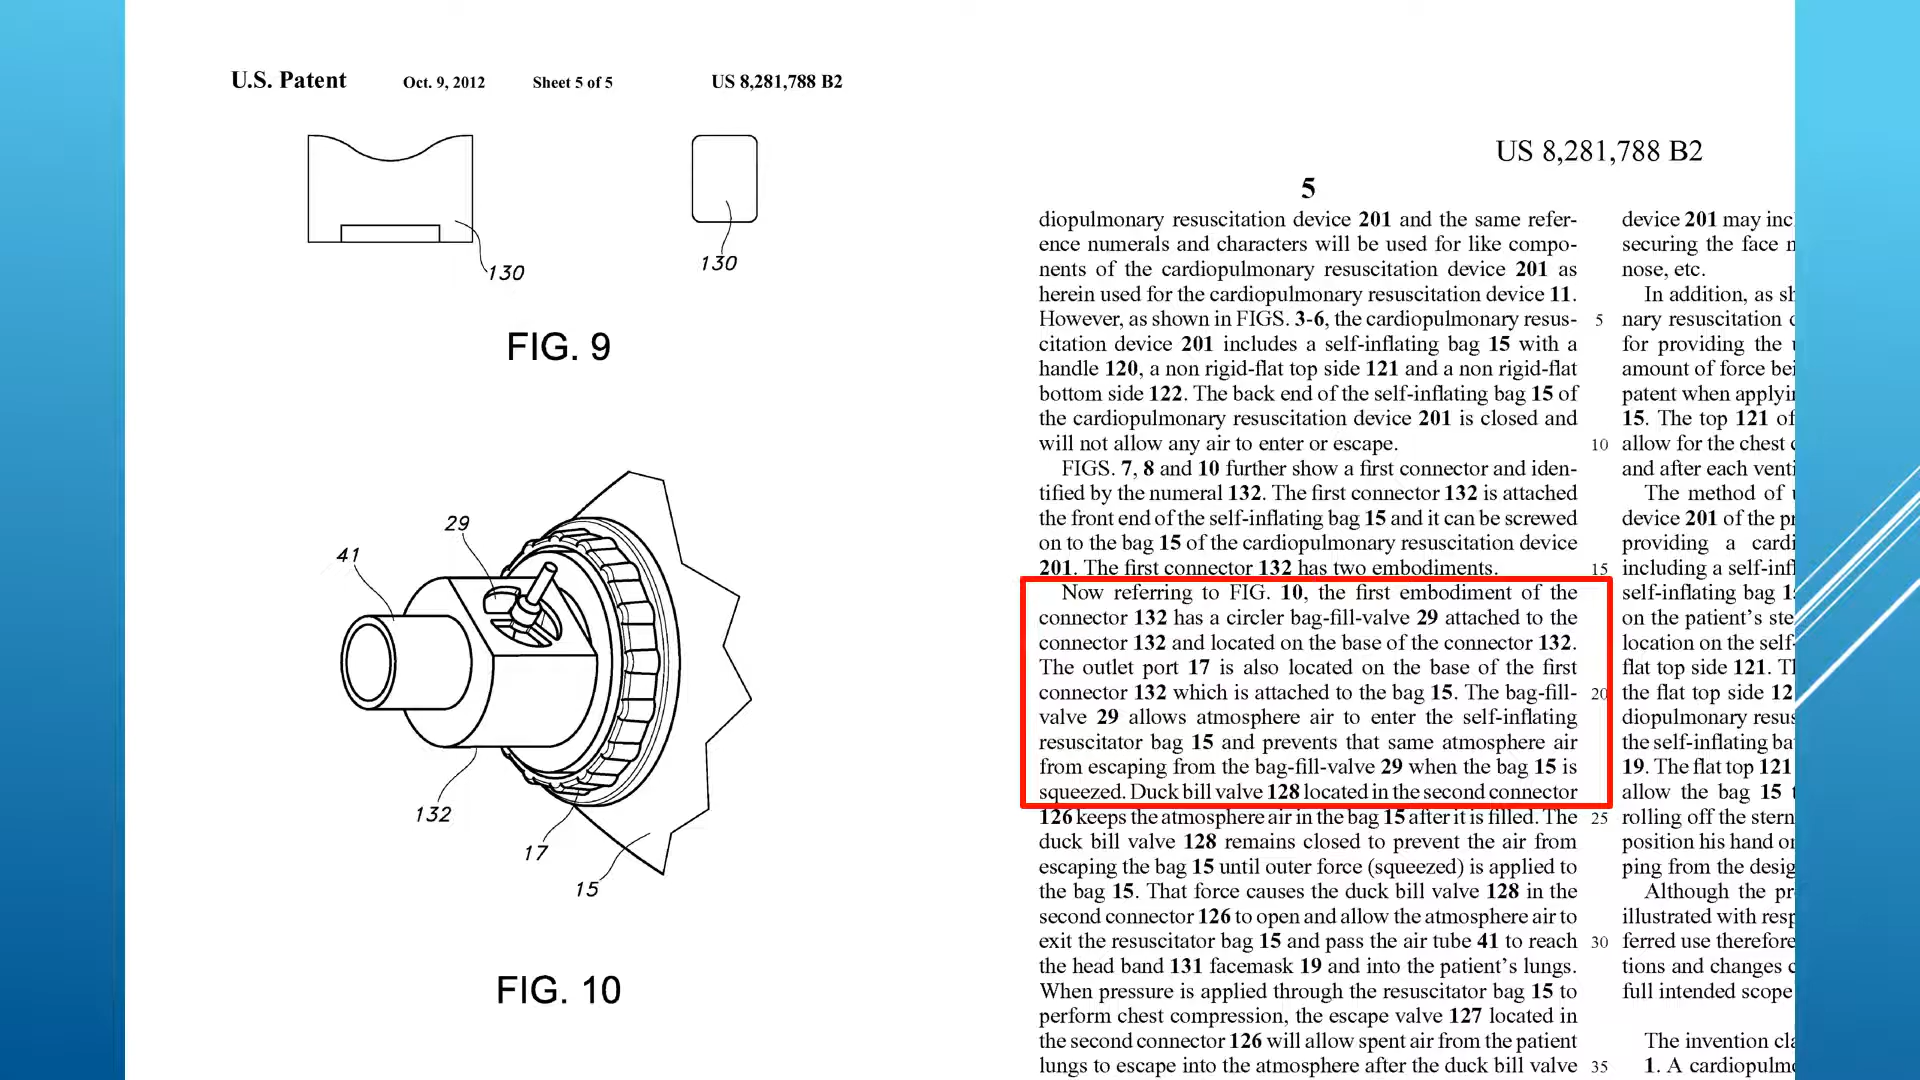 U.S. Patent Oct. 9, 2012 Sheet 5 of 5 US 8,281,788 B2
130
130
FIG. 9
29
41
132
17
15
FIG. 10
US 8,281,788 B2
5
diopulmonary resuscitation device 201 and the same refer-
ence numerals and characters will be used for like compo-
nents of the cardiopulmonary resuscitation device 201 as
herein used for the cardiopulmonary resuscitation device 11.
However, as shown in FIGS. 3-6, the cardiopulmonary resus-
citation device 201 includes a self-inflating bag 15 with a
handle 120, a non rigid-flat top side 121 and a non rigid-flat
bottom side 122. The back end of the self-inflating bag 15 of
the cardiopulmonary resuscitation device 201 is closed and
will not allow any air to enter or escape.
FIGS. 7, 8 and 10 further show a first connector and iden-
tified by the numeral 132. The first connector 132 is attached
the front end of the self-inflating bag 15 and it can be screwed
on to the bag 15 of the cardiopulmonary resuscitation device
201. The first connector 132 has two embodiments.
Now referring to FIG. 10, the first embodiment of the
connector 132 has a circler bag-fill-valve 29 attached to the
connector 132 and located on the base of the connector 132.
The outlet port 17 is also located on the base of the first
connector 132 which is attached to the bag 15. The bag-fill-
valve 29 allows atmosphere air to enter the self-inflating
resuscitator bag 15 and prevents that same atmosphere air
from escaping from the bag-fill-valve 29 when the bag 15 is
squeezed. Duck bill valve 128 located in the second connector
126 keeps the atmosphere air in the bag 15 after it is filled. The
duck bill valve 128 remains closed to prevent the air from
escaping the bag 15 until outer force (squeezed) is applied to
the bag 15. That force causes the duck bill valve 128 in the
second connector 126 to open and allow the atmosphere air to
exit the resuscitator bag 15 and pass the air tube 41 to reach
the head band 131 facemask 19 and into the patient's lungs.
When pressure is applied through the resuscitator bag 15 to
perform chest compression, the escape valve 127 located in
the second connector 126 will allow spent air from the patient
lungs to escape into the atmosphere after the duck bill valve
5
10
15
20
25
30
35
device 201 may
securing the face
nose, etc.
In addition, as
nary resuscitation
for providing the
amount of force
patent when
15. The top 121 of
allow for the chest
and after each
The method of
device 201 of the
providing a
including a
self-inflating bag
on the patient's
location on the
flat top side 121.
the flat top side
diopulmonary
the self-inflating
19. The flat top 121
allow the bag 15
rolling off the
position his hand
ping from the
Although the
illustrated with
ferred use therefore
tions and changes
full intended scope
The invention
1. A